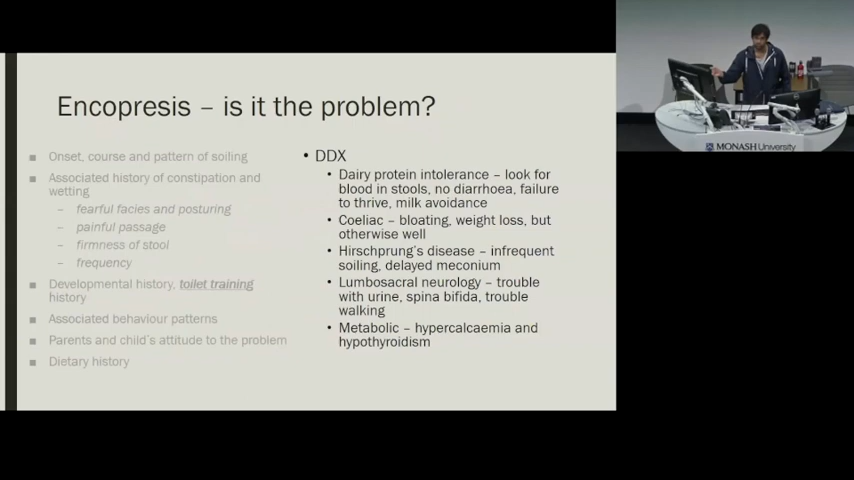 Encopresis – is it the problem?
■ Onset, course and pattern of soiling
■ Associated history of constipation and
wetting
– fearful facies and posturing
– painful passage
– firmness of stool
– frequency
■ Developmental history, toilet training
history
■ Associated behaviour patterns
■ Parents and child's attitude to the problem
■ Dietary history
• DDX
• Dairy protein intolerance – look for
blood in stools, no diarrhoea, failure
to thrive, milk avoidance
• Coeliac – bloating, weight loss, but
otherwise well
• Hirschprung's disease – infrequent
soiling, delayed meconium
• Lumbosacral neurology – trouble
with urine, spina bifida, trouble
walking
• Metabolic – hypercalcaemia and
hypothyroidism
MONASH University